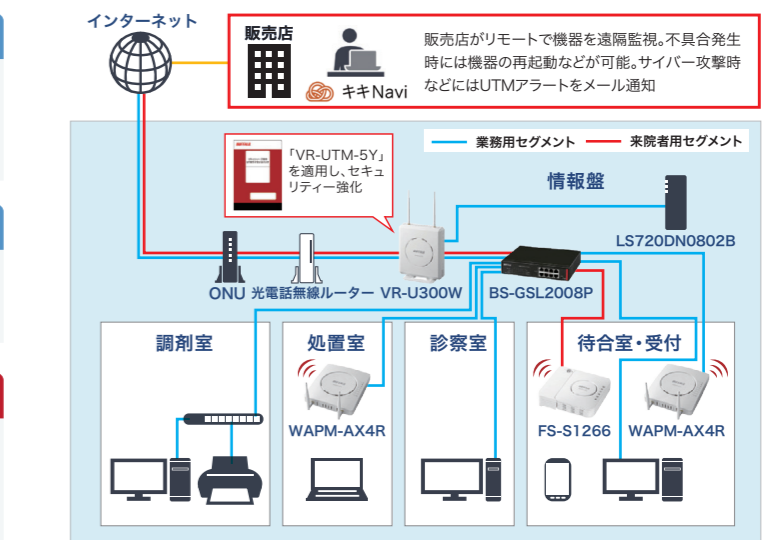 インターネット
販売店
キキNavi
販売店がリモートで機器を遠隔監視。不具合発生
時には機器の再起動などが可能。サイバー攻撃時
などにはUTMアラートをメール通知
業務用セグメント
来院者用セグメント
「VR-UTM-5Y」
を適用し、セキュ
リティー強化
情報盤
LS720DN0802B
ONU
光電話無線ルーター
VR-U300W
BS-GSL2008P
調剤室
処置室
診察室
待合室・受付
WAPM-AX4R
FS-S1266
WAPM-AX4R